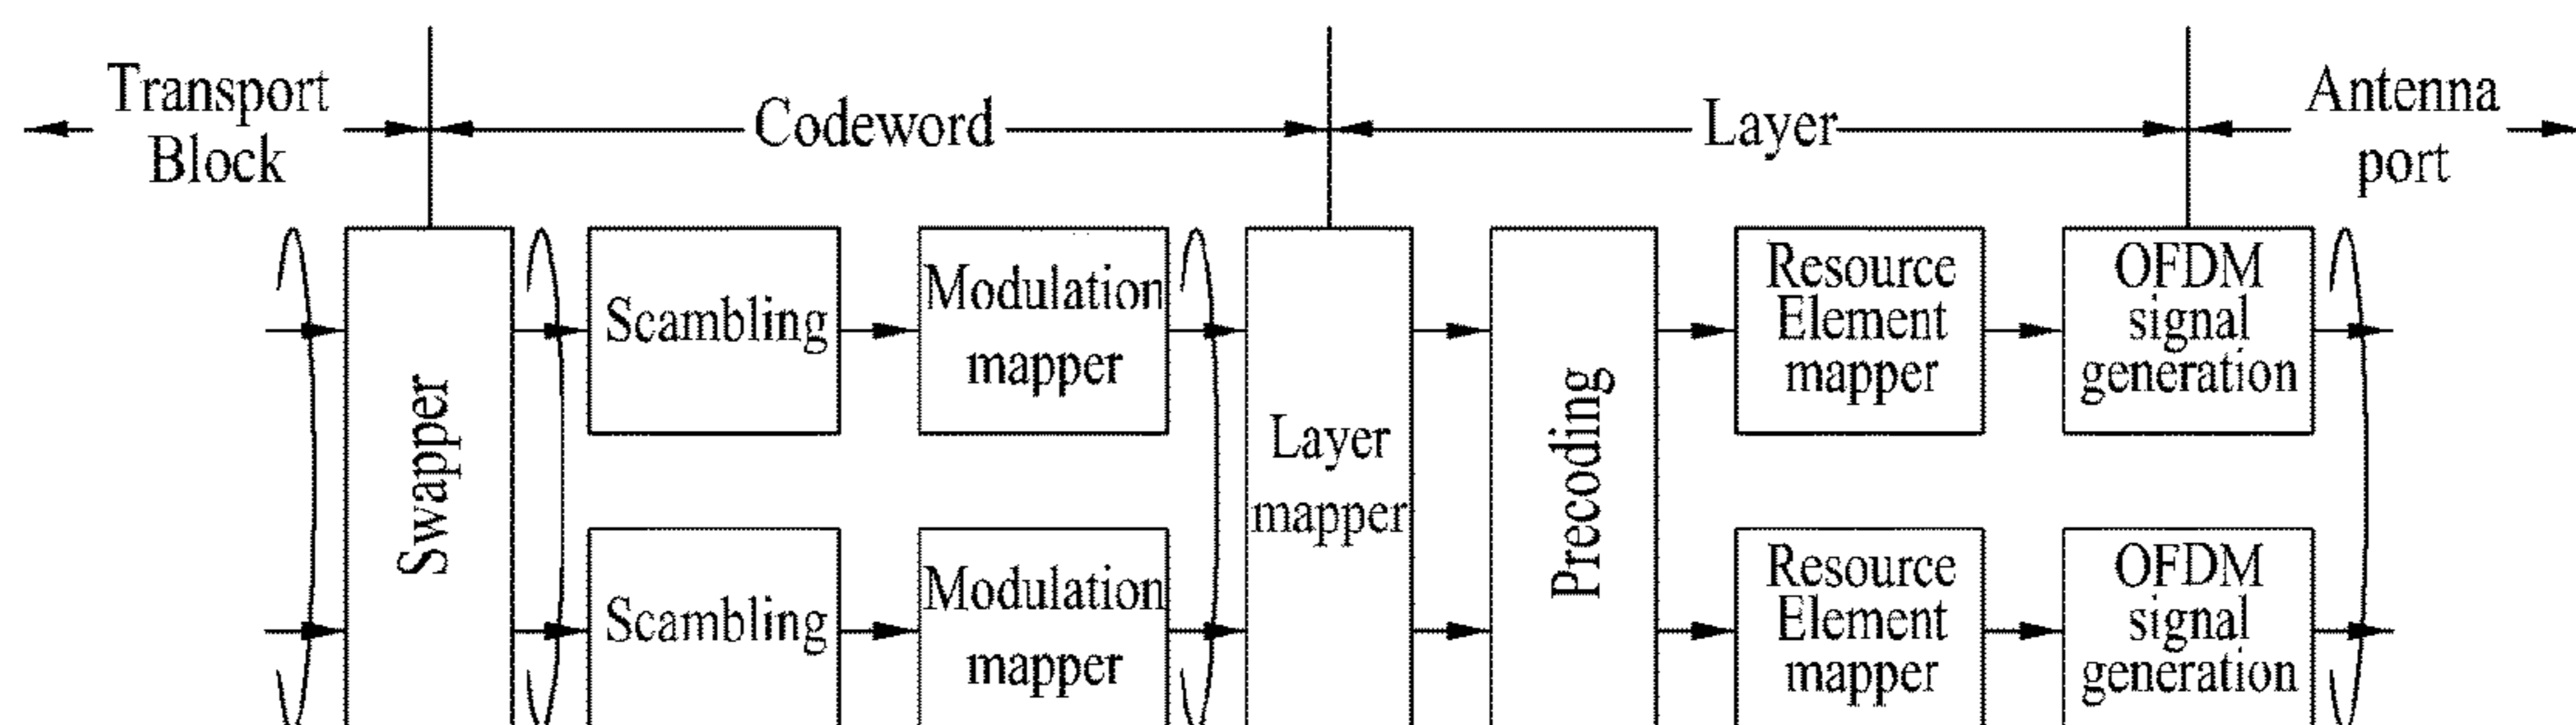 Transport
Block
Codeword
Layer
Antenna
port
Swapper
Scambling
Modulation
mapper
Layer
mapper
Precoding
Resource
Element
mapper
OFDM
signal
generation
Scambling
Modulation
mapper
Resource
Element
mapper
OFDM
signal
generation